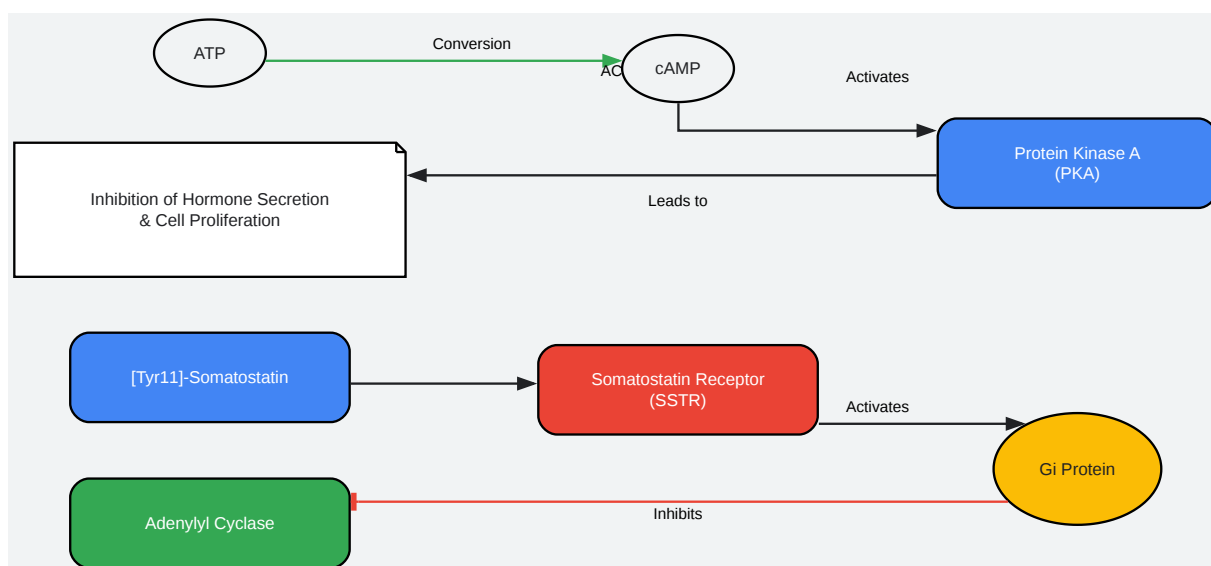 ATP
Conversion
AC
cAMP
Activates
Protein Kinase A
(PKA)
Inhibition of Hormone Secretion
& Cell Proliferation
Leads to
[Tyr11]-Somatostatin
Somatostatin Receptor
(SSTR)
Activates
Gi Protein
Adenylyl Cyclase
Inhibits